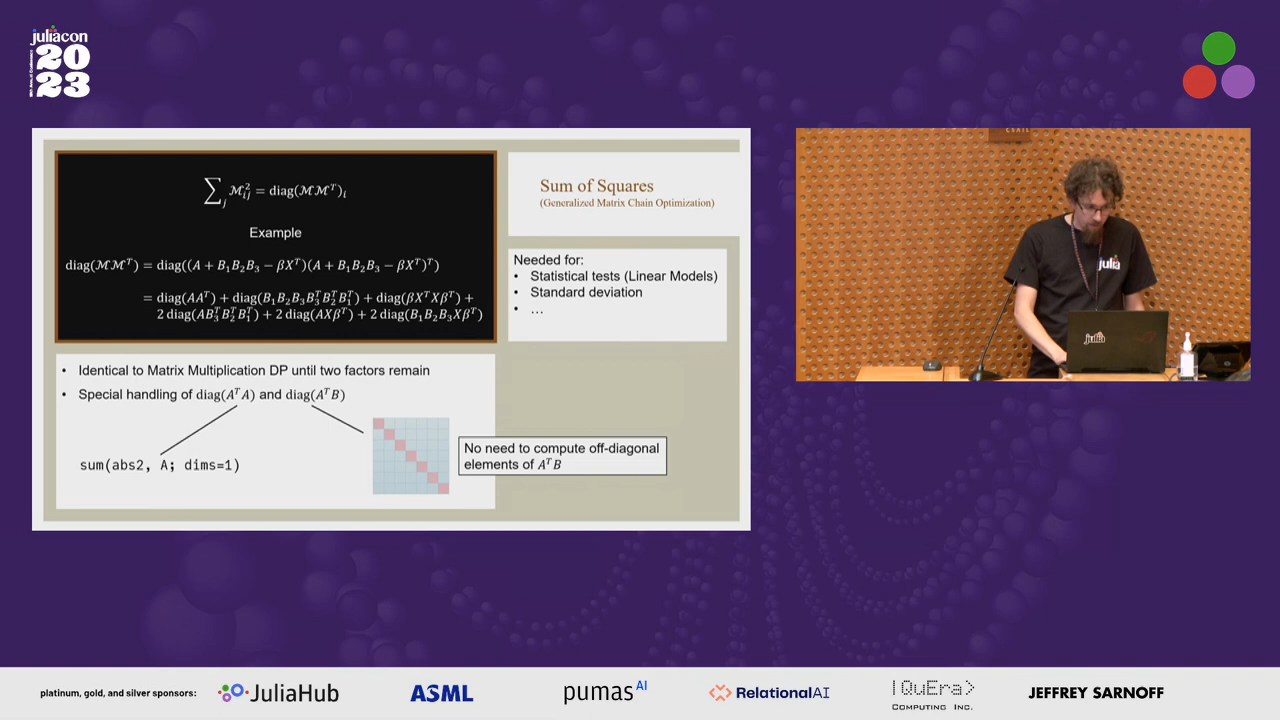 juliacon
20
23
∑_j ℳ_{ij}^2 = diag(ℳℳ^T)_i
Example
diag(ℳℳ^T) = diag((A + B_1B_2B_3 − βX^T)(A + B_1B_2B_3 − βX^T)^T)
= diag(AA^T) + diag(B_1B_2B_3B_3^TB_2^TB_1^T) + diag(βX^TXβ^T) +
2 diag(AB_3^TB_2^TB_1^T) + 2 diag(AXβ^T) + 2 diag(B_1B_2B_3Xβ^T)
Sum of Squares
(Generalized Matrix Chain Optimization)
Needed for:
• Statistical tests (Linear Models)
• Standard deviation
• …
• Identical to Matrix Multiplication DP until two factors remain
• Special handling of diag(A^TA) and diag(A^TB)
sum(abs2, A; dims=1)
No need to compute off-diagonal
elements of A^TB
julia
julia
platinum, gold, and silver sponsors:
JuliaHub
ASML
pumas AI
RelationalAI
|QuEra>
COMPUTING INC.
JEFFREY SARNOFF